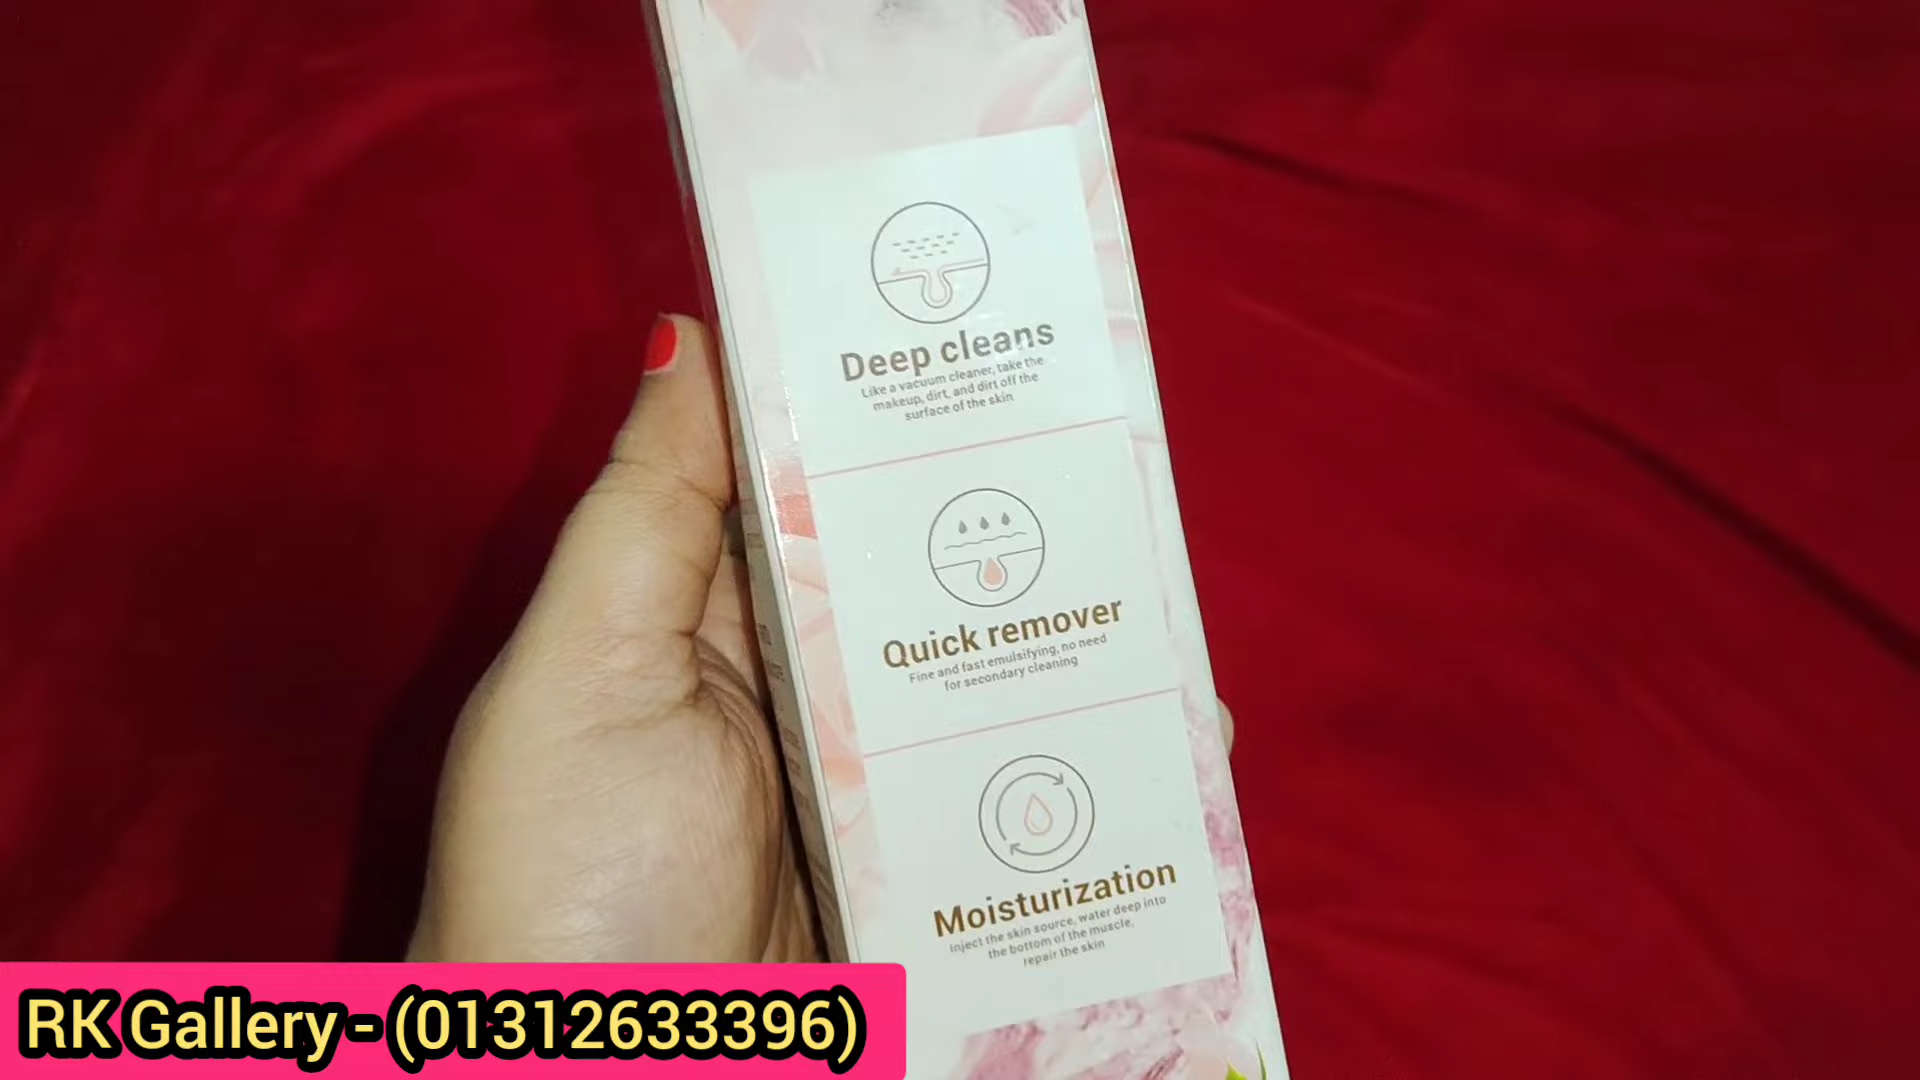 Deep cleans
Like a vacuum cleaner, take the
makeup, dirt, and dirt off the
surface of the skin
Quick remover
Fine and fast emulsifying, no need
for secondary cleaning
Moisturization
Inject the skin source, water deep into
the bottom of the muscle,
repair the skin
RK Gallery - (01312633396)